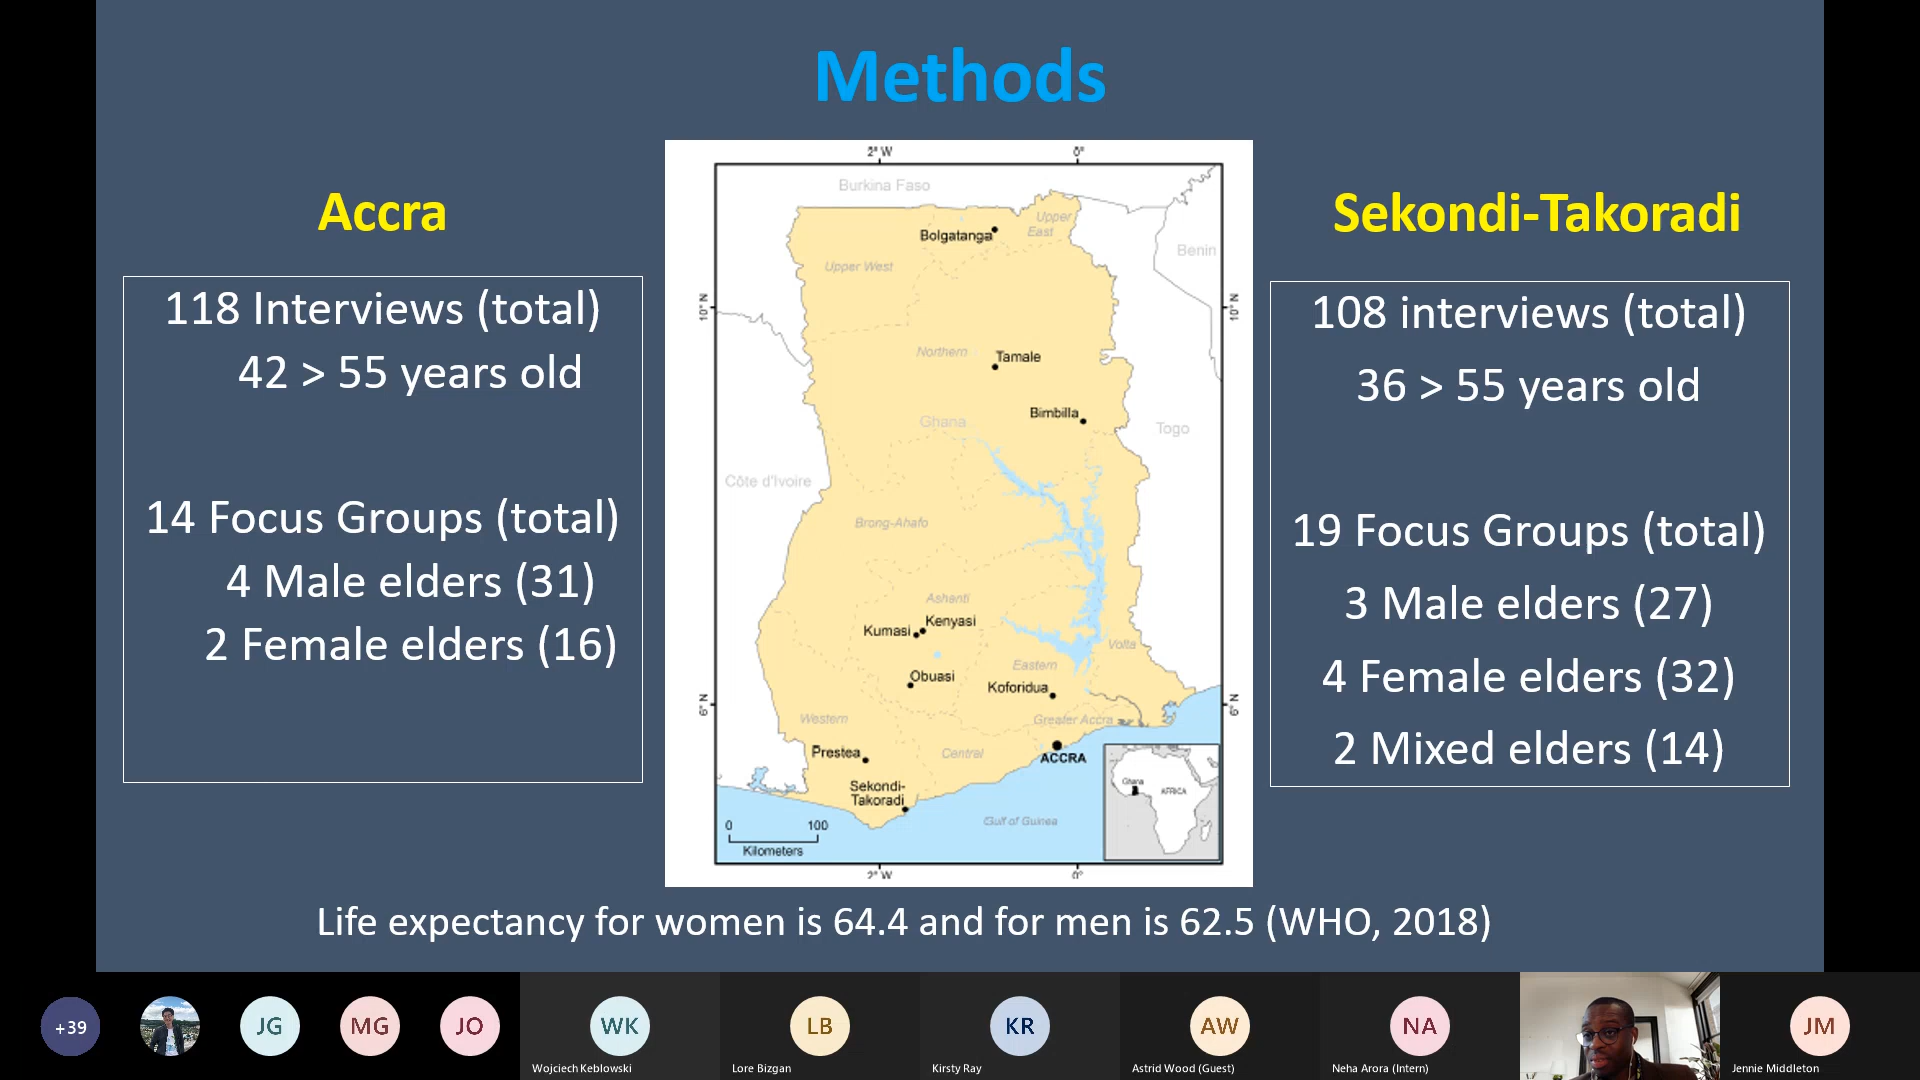 Methods
Accra
118 Interviews (total)
42 > 55 years old
14 Focus Groups (total)
4 Male elders (31)
2 Female elders (16)
2° W
0°
Burkina Faso
Upper
East
Bolgatanga
Benin
Upper West
10° N
10° N
Northern
Tamale
Bimbilla
Ghana
Togo
Côte d'Ivoire
Brong-Ahafo
Ashanti
Kenyasi
Kumasi
Volta
Eastern
Obuasi
Koforidua
6° N
6° N
Western
Greater Accra
Prestea
Central
ACCRA
Sekondi-
Takoradi
Ghana
AFRICA
Gulf of Guinea
0
100
Kilometers
2° W
0°
Sekondi-Takoradi
108 interviews (total)
36 > 55 years old
19 Focus Groups (total)
3 Male elders (27)
4 Female elders (32)
2 Mixed elders (14)
Life expectancy for women is 64.4 and for men is 62.5 (WHO, 2018)
+39
JG
MG
JO
WK
LB
KR
AW
NA
JM
Wojciech Keblowski
Lore Bizgan
Kirsty Ray
Astrid Wood (Guest)
Neha Arora (Intern)
Jennie Middleton